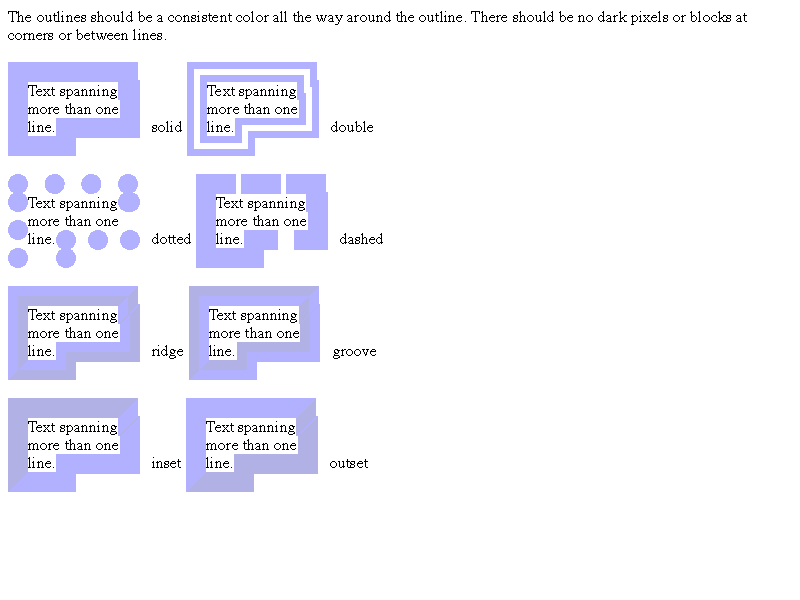 The outlines should be a consistent color all the way around the outline. There should be no dark pixels or blocks at
corners or between lines.
Text spanning
more than one
line.
solid
Text spanning
more than one
line.
double
Text spanning
more than one
line.
dotted
Text spanning
more than one
line.
dashed
Text spanning
more than one
line.
ridge
Text spanning
more than one
line.
groove
Text spanning
more than one
line.
inset
Text spanning
more than one
line.
outset